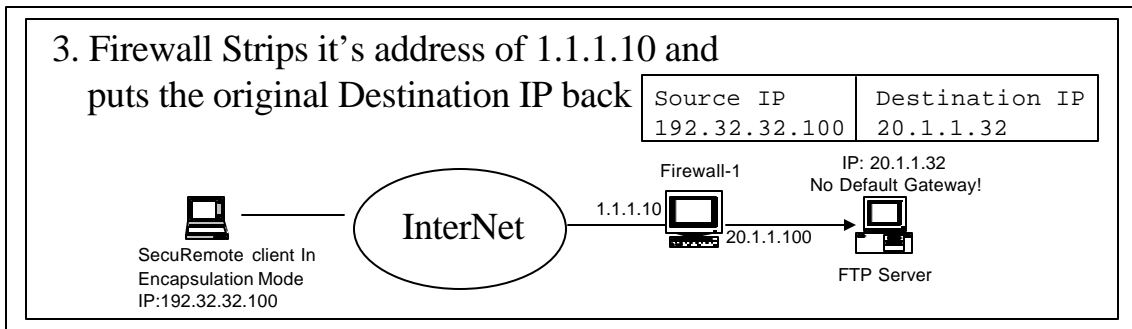 3. Firewall Strips it's address of 1.1.1.10 and
puts the original Destination IP back
Source IP
Destination IP
192.32.32.100
20.1.1.32
IP: 20.1.1.32
Firewall-1
No Default Gateway!
1.1.1.10
InterNet
20.1.1.100
SecuRemote client In
Encapsulation Mode
IP:192.32.32.100
FTP Server